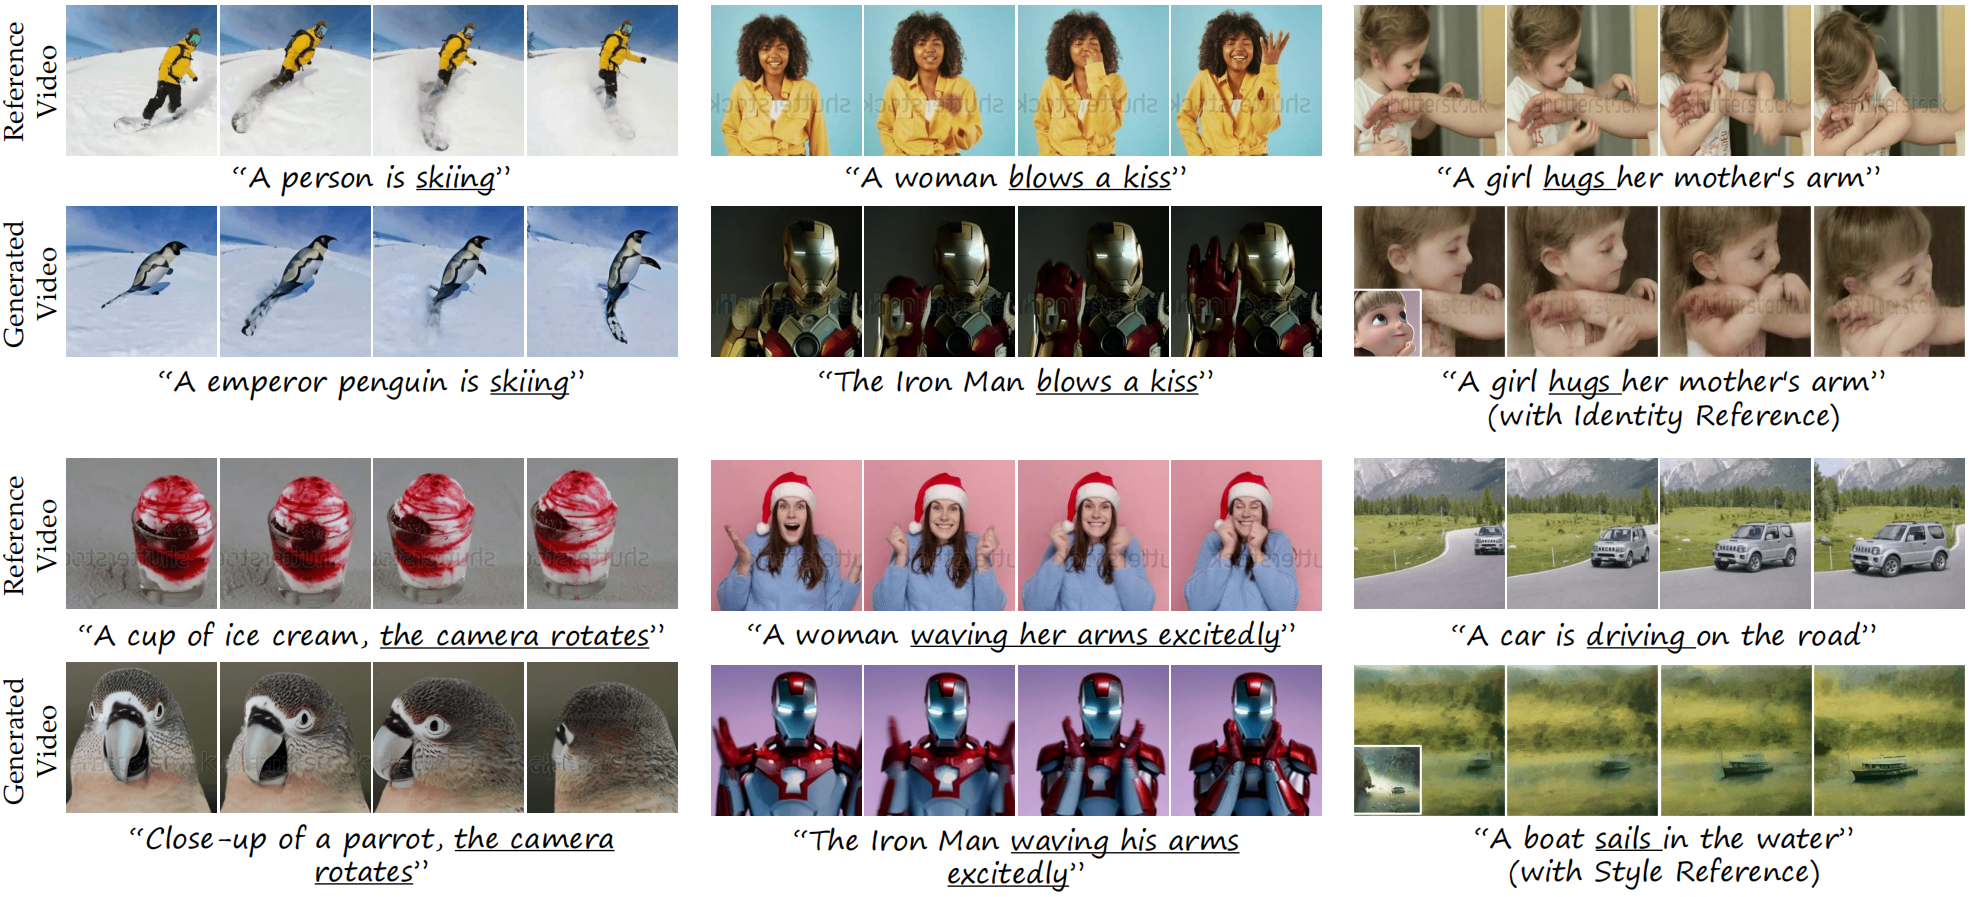 Reference
Video
“A person is skiing”
“A woman blows a kiss”
“A girl hugs her mother's arm”
Generated
Video
“A emperor penguin is skiing”
“The Iron Man blows a kiss”
“A girl hugs her mother's arm”
(with Identity Reference)
Reference
Video
“A cup of ice cream, the camera rotates”
“A woman waving her arms excitedly”
“A car is driving on the road”
Generated
Video
“Close-up of a parrot, the camera
rotates”
“The Iron Man waving his arms
excitedly”
“A boat sails in the water”
(with Style Reference)